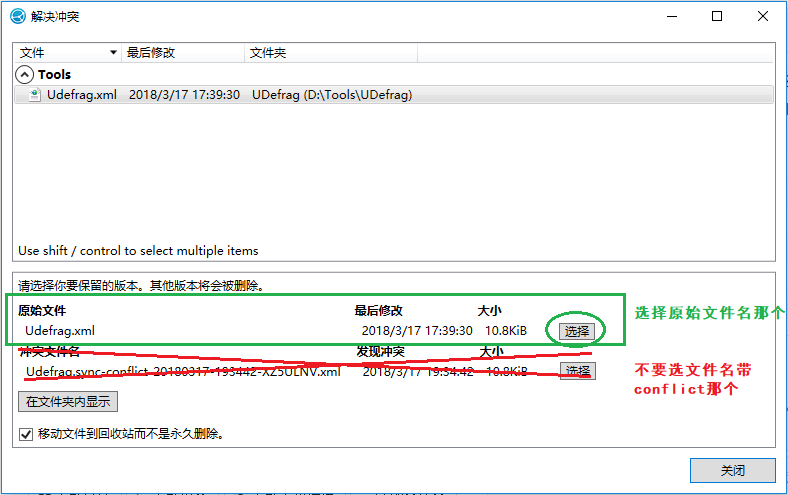 解决冲突
文件 最后修改 文件夹
Tools
Udefrag.xml 2018/3/17 17:39:30 UDefrag (D:\Tools\UDefrag)
Use shift / control to select multiple items
请选择你要保留的版本。其他版本将会被删除。
原始文件 最后修改 大小
Udefrag.xml 2018/3/17 17:39:30 10.8KiB 选择
选择原始文件名那个
冲突文件名 发现冲突 大小
Udefrag.sync-conflict-20180317-193442-XZ5ULNV.xml 2018/3/17 19:34:42 10.8KiB 选择
不要选文件名带
conflict那个
在文件夹内显示
移动文件到回收站而不是永久删除。
关闭